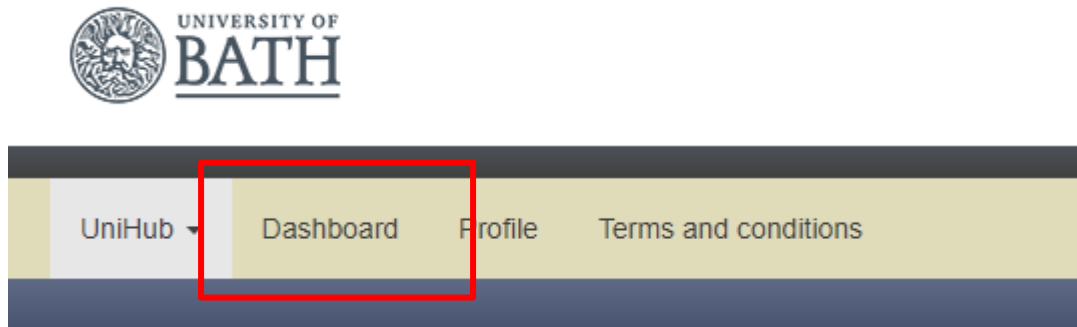 UNIVERSITY OF
BATH
UniHub Dashboard Profile Terms and conditions